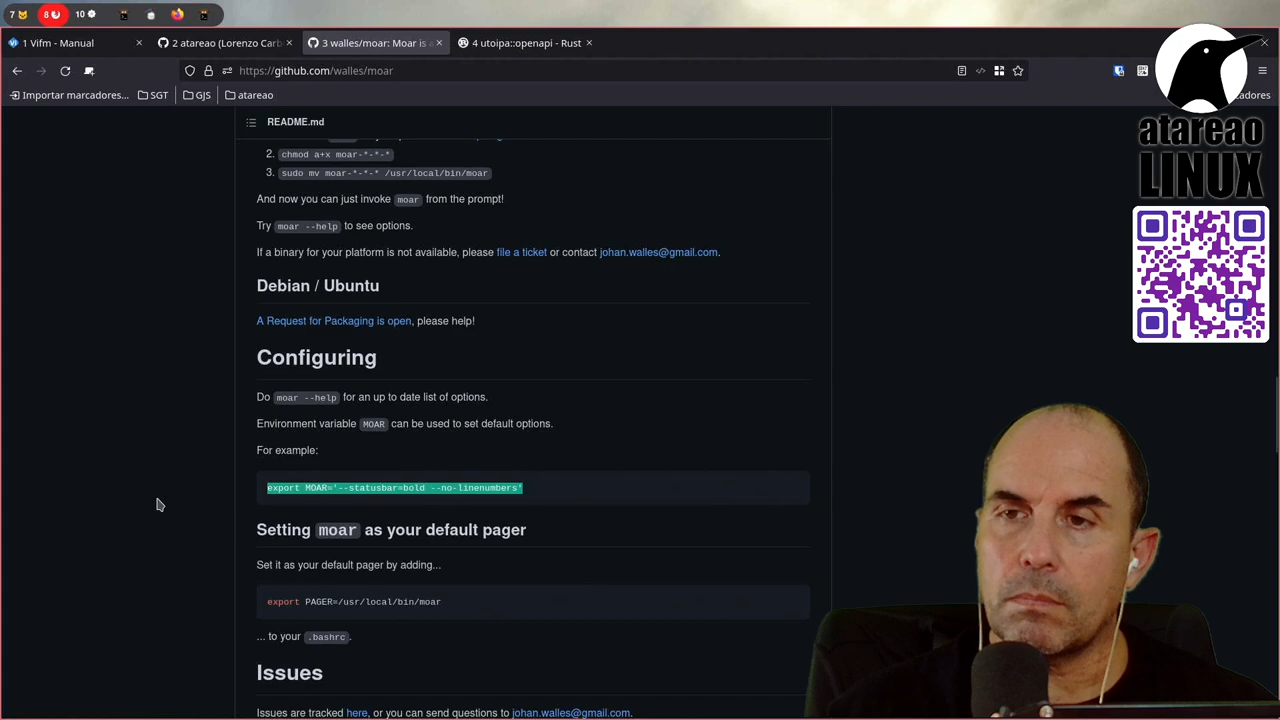 7 8 10
1 Vifm - Manual
2 atareao (Lorenzo Carb
3 walles/moar: Moar is
4 utoipa::openapi - Rust
https://github.com/walles/moar
Importar marcadores... SGT GJS atareao
atareao
LINUX
README.md
2. chmod a+x moar-*-*-*
3. sudo mv moar-*-*-* /usr/local/bin/moar
And now you can just invoke moar from the prompt!
Try moar --help to see options.
If a binary for your platform is not available, please file a ticket or contact johan.walles@gmail.com.
Debian / Ubuntu
A Request for Packaging is open, please help!
Configuring
Do moar --help for an up to date list of options.
Environment variable MOAR can be used to set default options.
For example:
export MOAR='--statusbar=bold --no-linenumbers'
Setting moar as your default pager
Set it as your default pager by adding...
export PAGER=/usr/local/bin/moar
... to your .bashrc.
Issues
Issues are tracked here, or you can send questions to johan.walles@gmail.com.